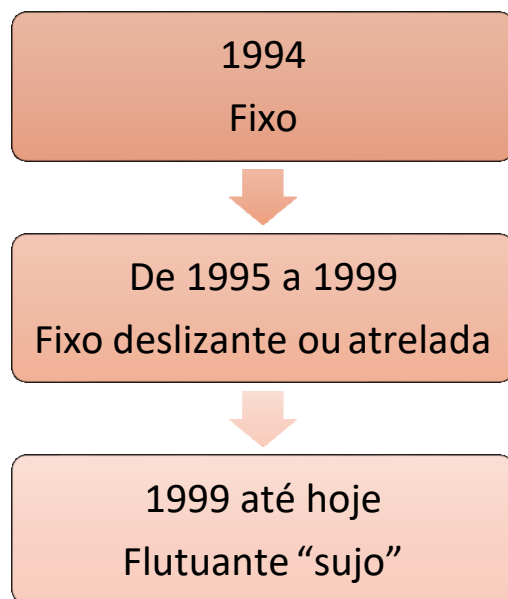 1994
Fixo
De 1995 a 1999
Fixo deslizante ou atrelada
1999 até hoje
Flutuante “sujo”